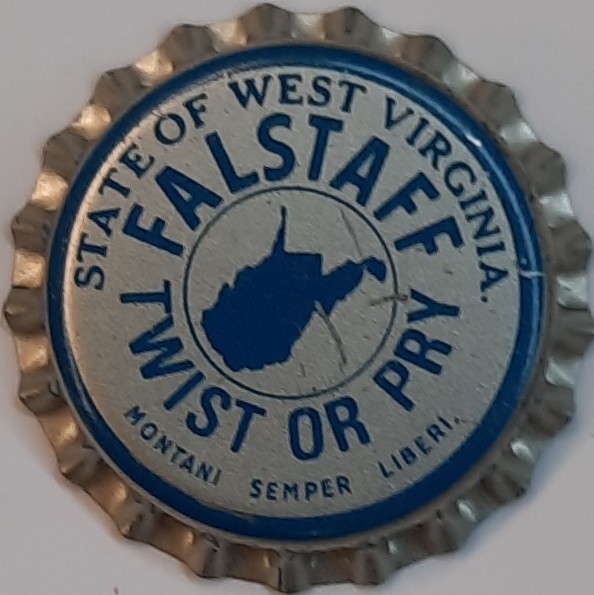 STATE OF WEST VIRGINIA.
FALSTAFF
TWIST OR PRY
MONTANI SEMPER LIBERI.